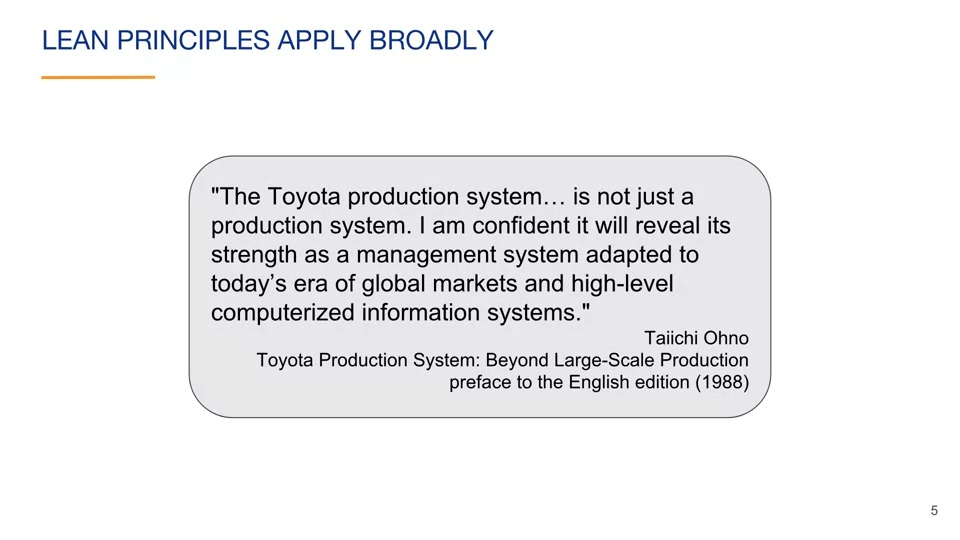 LEAN PRINCIPLES APPLY BROADLY
"The Toyota production system… is not just a
production system. I am confident it will reveal its
strength as a management system adapted to
today’s era of global markets and high-level
computerized information systems."
Taiichi Ohno
Toyota Production System: Beyond Large-Scale Production
preface to the English edition (1988)
5